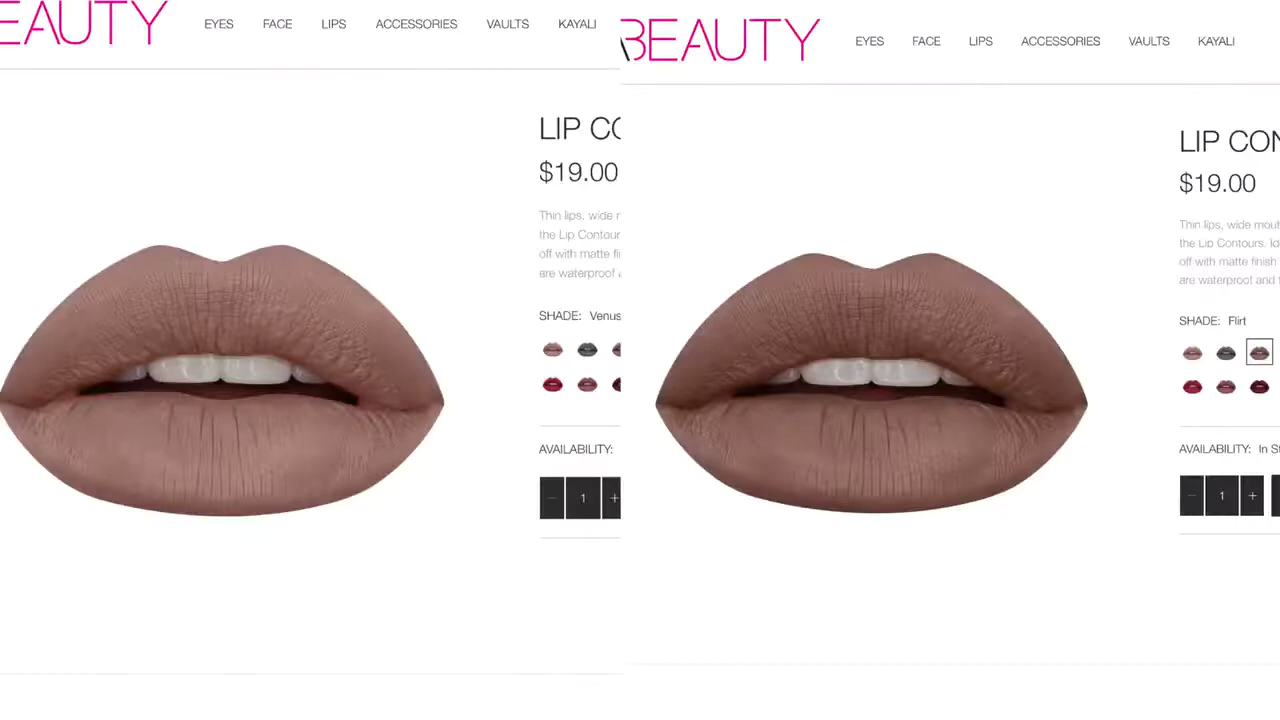 EAUTY
EYES FACE LIPS ACCESSORIES VAULTS KAYALI
LIP CO
$19.00
Thin lips, wide
the Lip Contour
off with matte fi
are waterproof
SHADE: Venus
AVAILABILITY:
− 1 +
BEAUTY
EYES FACE LIPS ACCESSORIES VAULTS KAYALI
LIP CON
$19.00
Thin lips, wide mout
the Lip Contours. Id
off with matte finish
are waterproof and
SHADE: Flirt
AVAILABILITY: In St
− 1 +